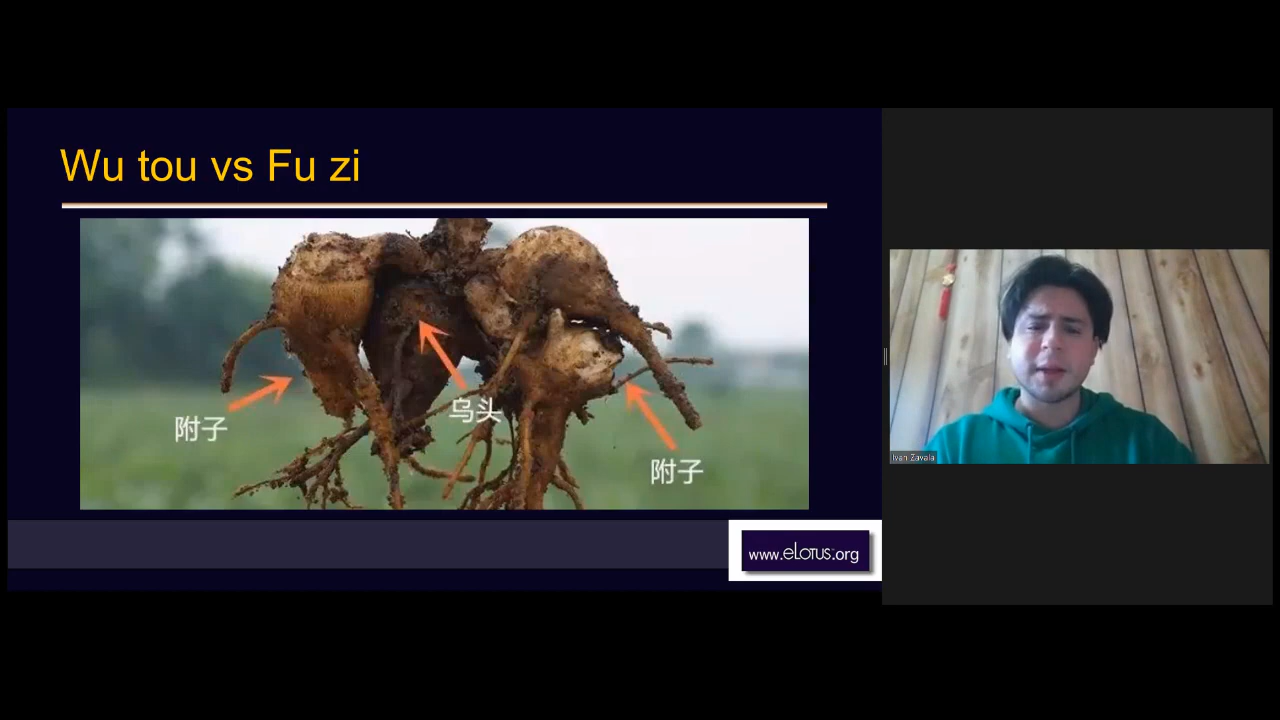 Wu tou vs Fu zi
附子
乌头
附子
www.eLotus.org
Ivan Zavala